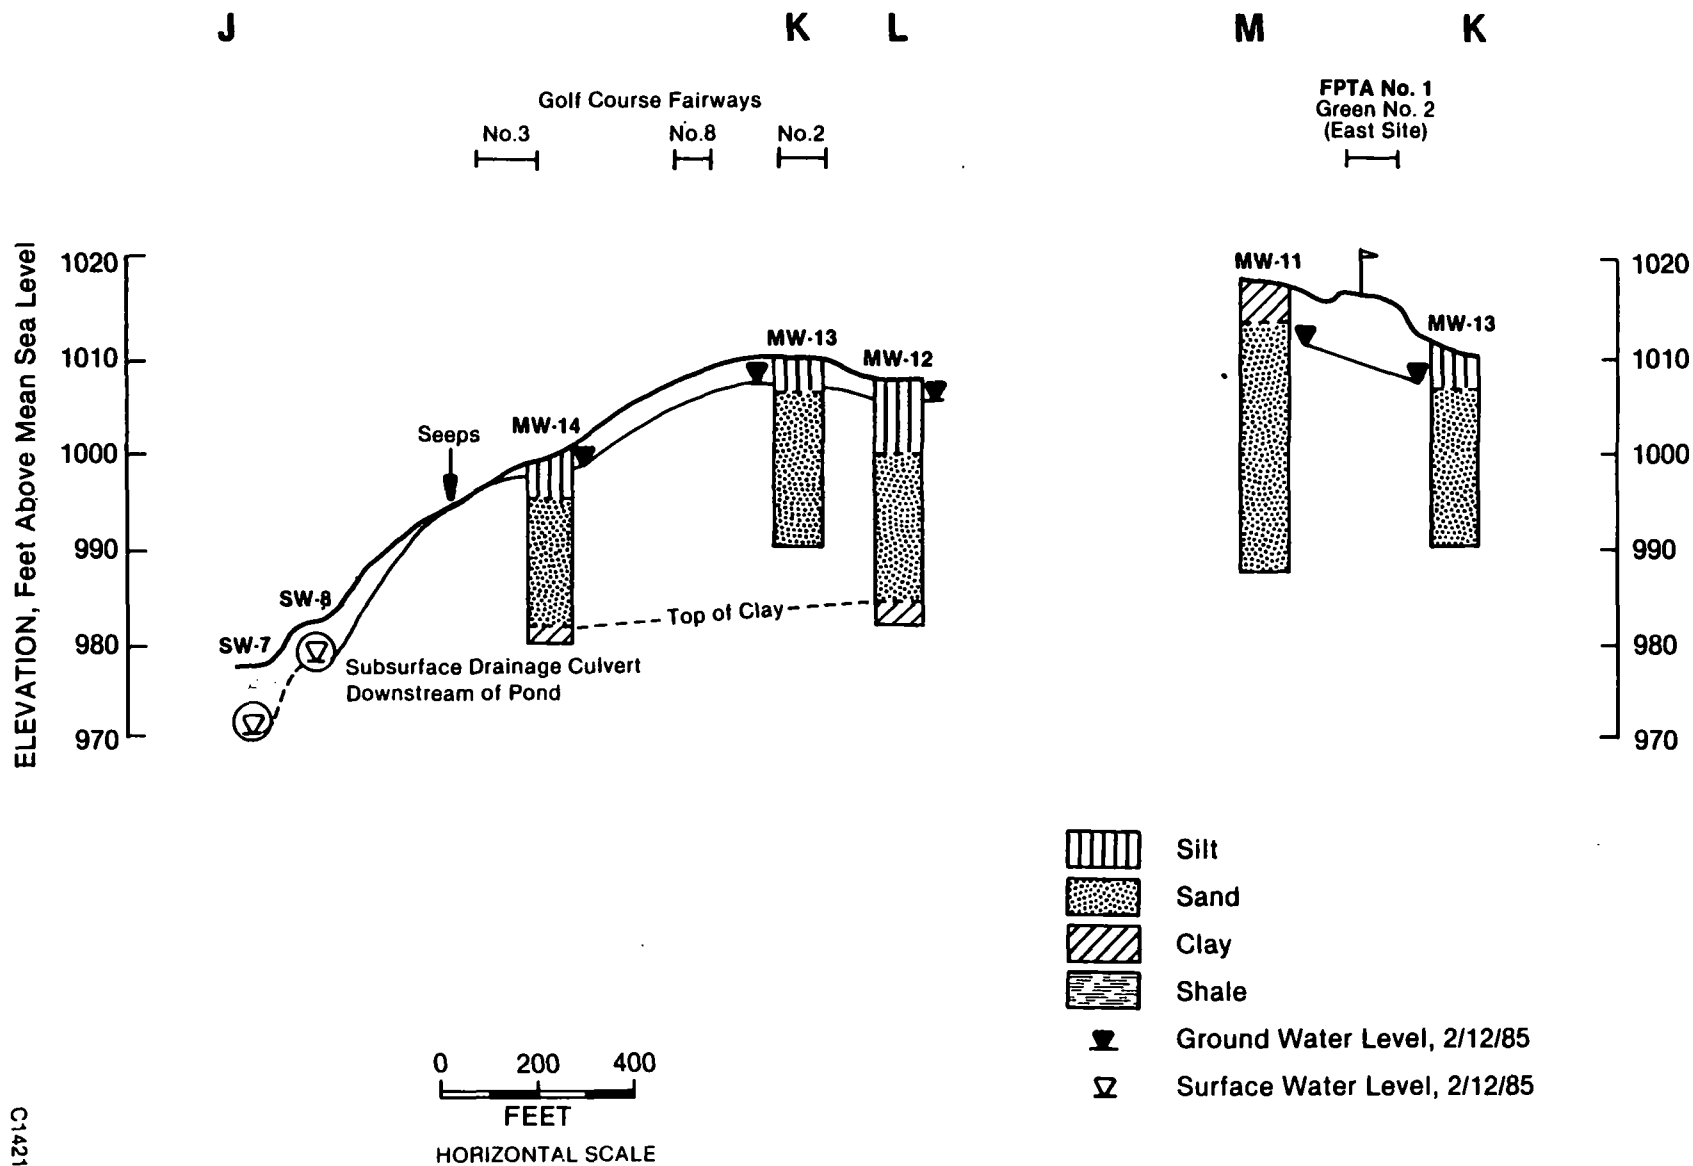 J K L M K
Golf Course Fairways
No.3 No.8 No.2
FPTA No. 1
Green No. 2
(East Site)
ELEVATION, Feet Above Mean Sea Level
1020
1010
1000
990
980
970
MW-13
MW-12
MW-14
Seeps
SW-8
SW-7
Top of Clay
Subsurface Drainage Culvert
Downstream of Pond
MW-11
MW-13
1020
1010
1000
990
980
970
Silt
Sand
Clay
Shale
Ground Water Level, 2/12/85
Surface Water Level, 2/12/85
0 200 400
FEET
HORIZONTAL SCALE
C1421